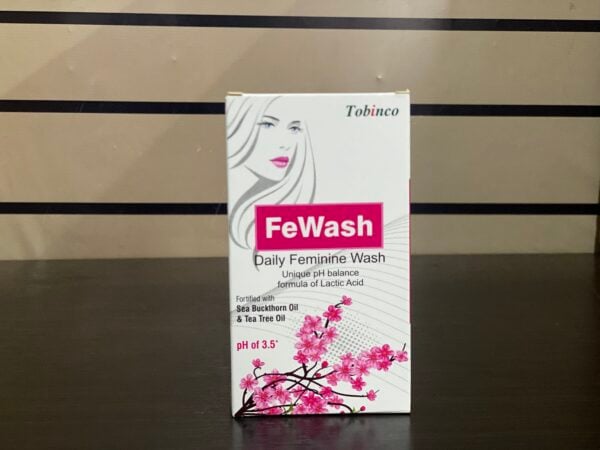 Tobinco
FeWash
Daily Feminine Wash
Unique pH balance
formula of Lactic Acid
Fortified with
Sea Buckthorn Oil
& Tea Tree Oil
pH of 3.5*